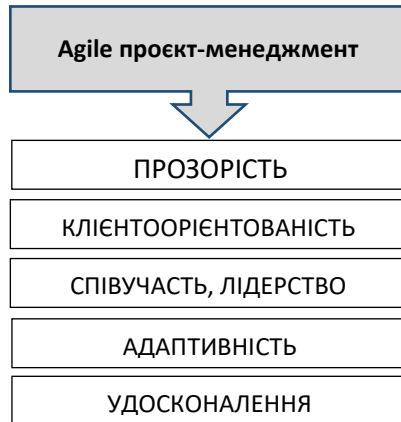 Agile проєкт-менеджмент
ПРОЗОРІСТЬ
КЛІЄНТООРІЄНТОВАНІСТЬ
СПІВУЧАСТЬ, ЛІДЕРСТВО
АДАПТИВНІСТЬ
УДОСКОНАЛЕННЯ